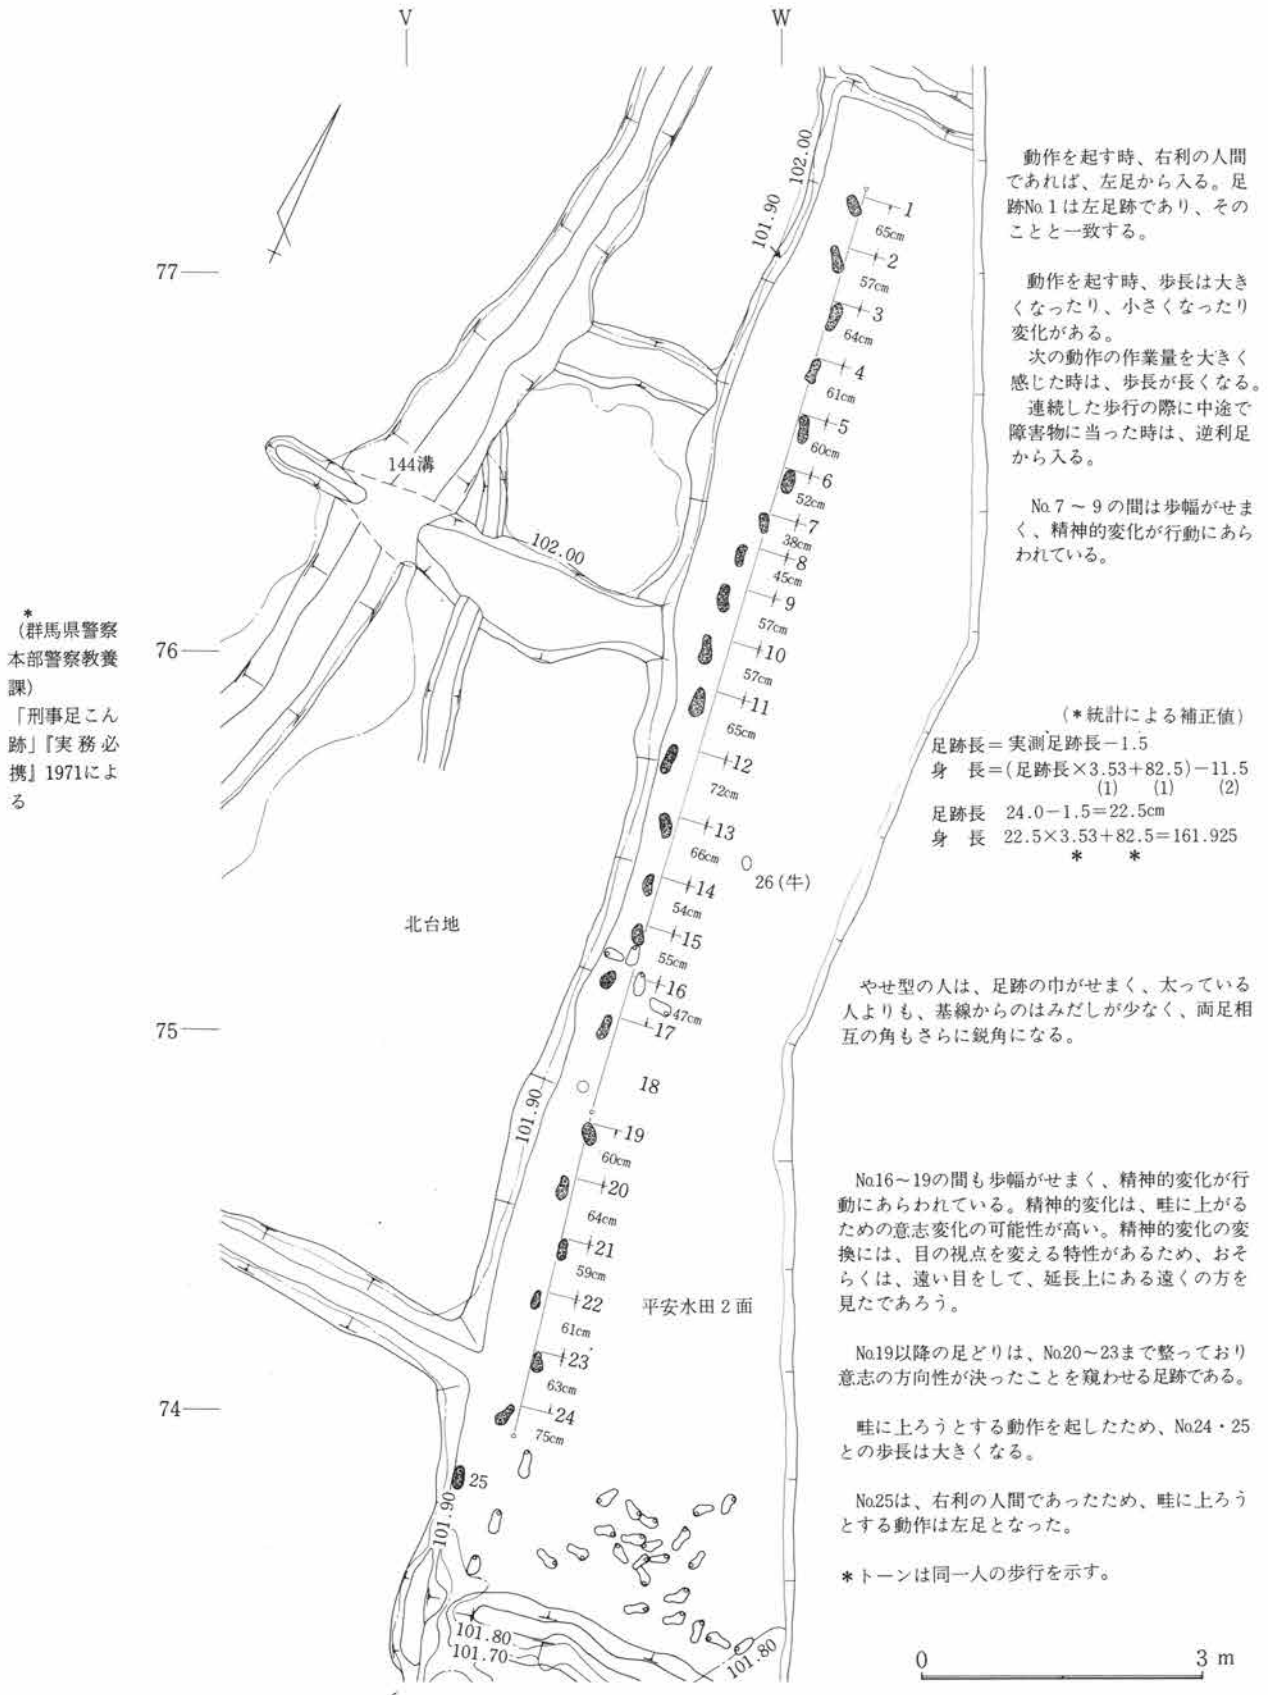 V
W
102.00
101.90
動作を起す時、右利の人間
であれば、左足から入る。足
跡No.1は左足跡であり、その
ことと一致する。
1
65cm
2
57cm
77
動作を起す時、歩長は大き
くなったり、小さくなったり
変化がある。
次の動作の作業量を大きく
感じた時は、歩長が長くなる。
連続した歩行の際に中途で
障害物に当った時は、逆利足
から入る。
3
64cm
4
61cm
5
60cm
144溝
6
52cm
7
38cm
8
45cm
9
57cm
No.7～9の間は歩幅がせま
く、精神的変化が行動にあら
われている。
102.00
*
(群馬県警察
本部警察教養
課)
「刑事足こん
跡」『実務必
携』1971によ
る
76
10
57cm
11
65cm
12
72cm
13
66cm
26(牛)
14
54cm
15
55cm
16
47cm
17
(*統計による補正値)
足跡長＝実測足跡長－1.5
身　長＝(足跡長×3.53＋82.5)－11.5
(1)　(1)　(2)
足跡長　24.0－1.5＝22.5cm
身　長　22.5×3.53＋82.5＝161.925
*　*
北台地
やせ型の人は、足跡の巾がせまく、太っている
人よりも、基線からのはみだしが少なく、両足相
互の角もさらに鋭角になる。
75
18
101.90
19
60cm
20
64cm
21
59cm
22
61cm
平安水田2面
23
63cm
24
75cm
25
No.16～19の間も歩幅がせまく、精神的変化が行
動にあらわれている。精神的変化は、畦に上がる
ための意志変化の可能性が高い。精神的変化の変
換には、目の視点を変える特性があるため、おそ
らくは、遠い目をして、延長上にある遠くの方を
見たであろう。
No.19以降の足どりは、No.20～23まで整っており
意志の方向性が決ったことを窺わせる足跡である。
74
畦に上ろうとする動作を起したため、No.24・25
との歩長は大きくなる。
No.25は、右利の人間であったため、畦に上ろう
とする動作は左足となった。
*トーンは同一人の歩行を示す。
101.90
101.80
101.70
101.80
0
3 m